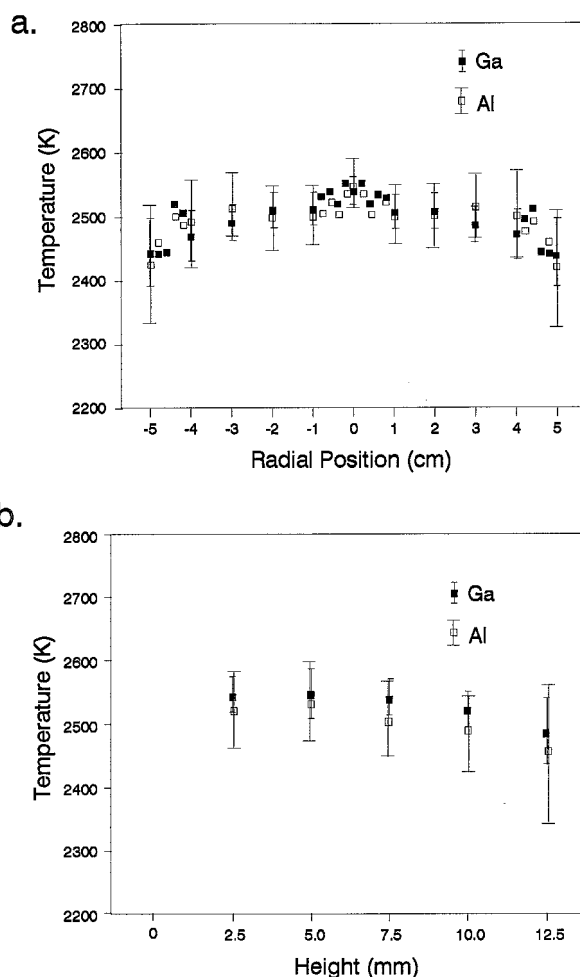 a.
2800
2700
2600
2500
2400
2300
2200
Temperature (K)
Ga
Al
-5 -4 -3 -2 -1 0 1 2 3 4 5
Radial Position (cm)
b.
2800
2700
2600
2500
2400
2300
2200
Temperature (K)
Ga
Al
0 2.5 5.0 7.5 10.0 12.5
Height (mm)